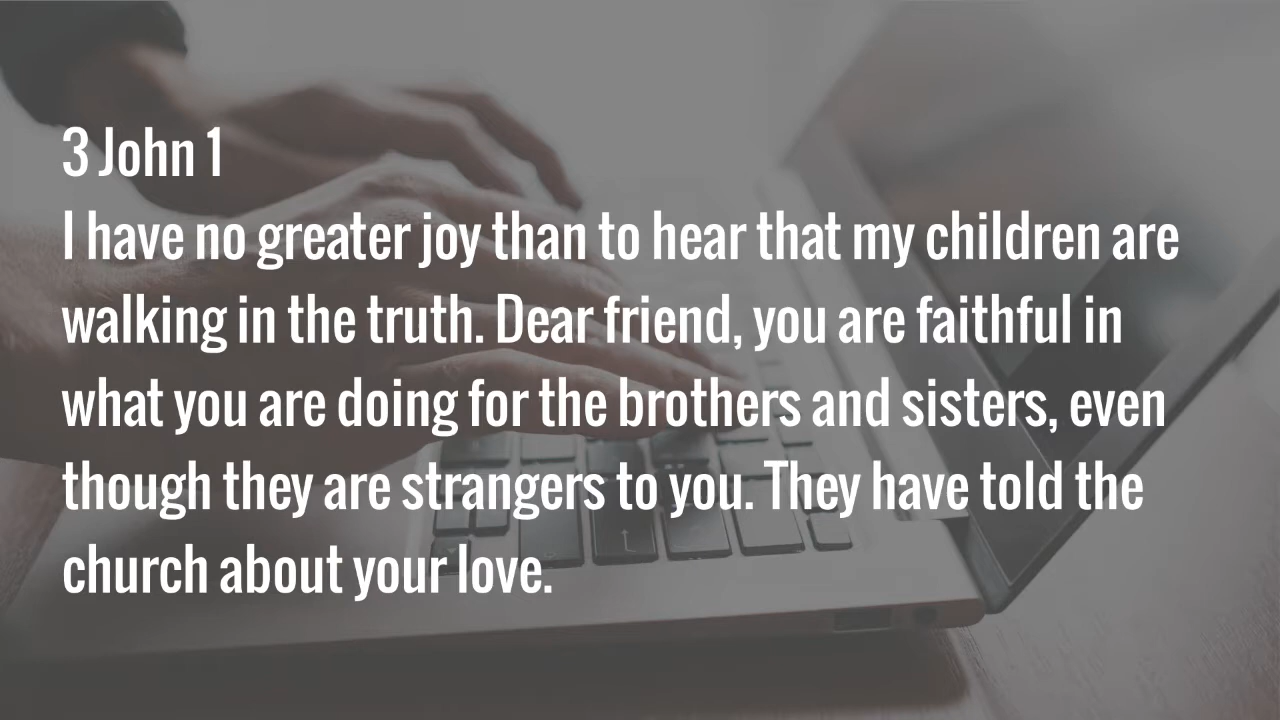 3 John 1
I have no greater joy than to hear that my children are
walking in the truth. Dear friend, you are faithful in
what you are doing for the brothers and sisters, even
though they are strangers to you. They have told the
church about your love.